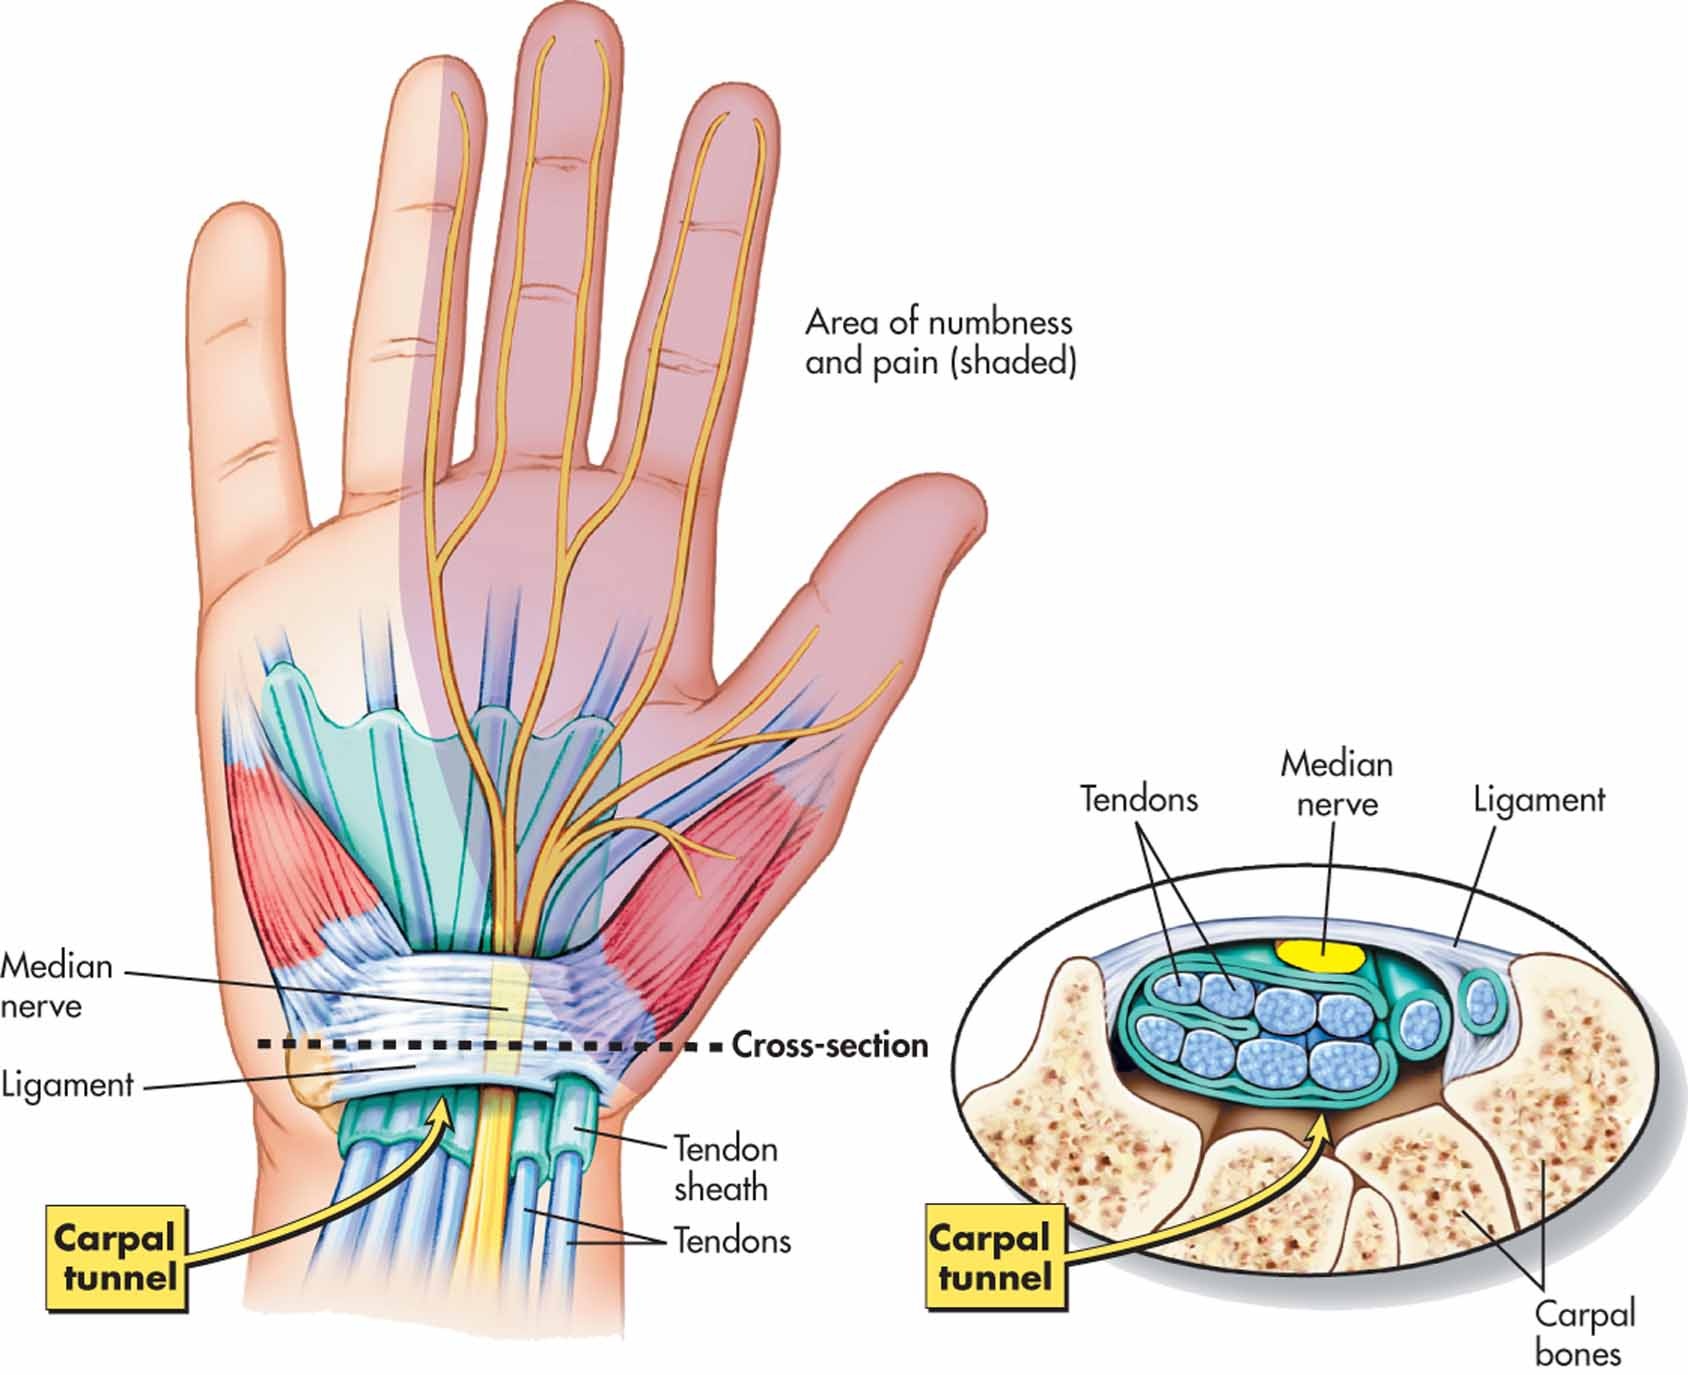 Area of numbness
and pain (shaded)
Median
nerve
Cross-section
Ligament
Tendon
sheath
Tendons
Carpal
tunnel
Tendons
Median
nerve
Ligament
Carpal
tunnel
Carpal
bones